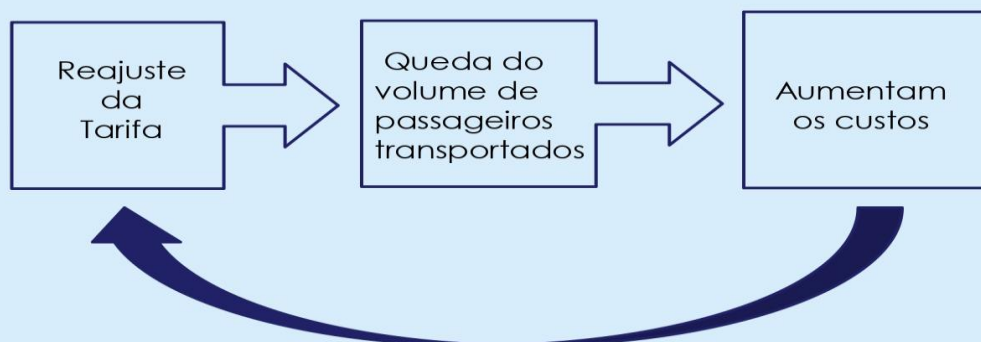 Reajuste
da
Tarifa
Queda do
volume de
passageiros
transportados
Aumentam
os custos